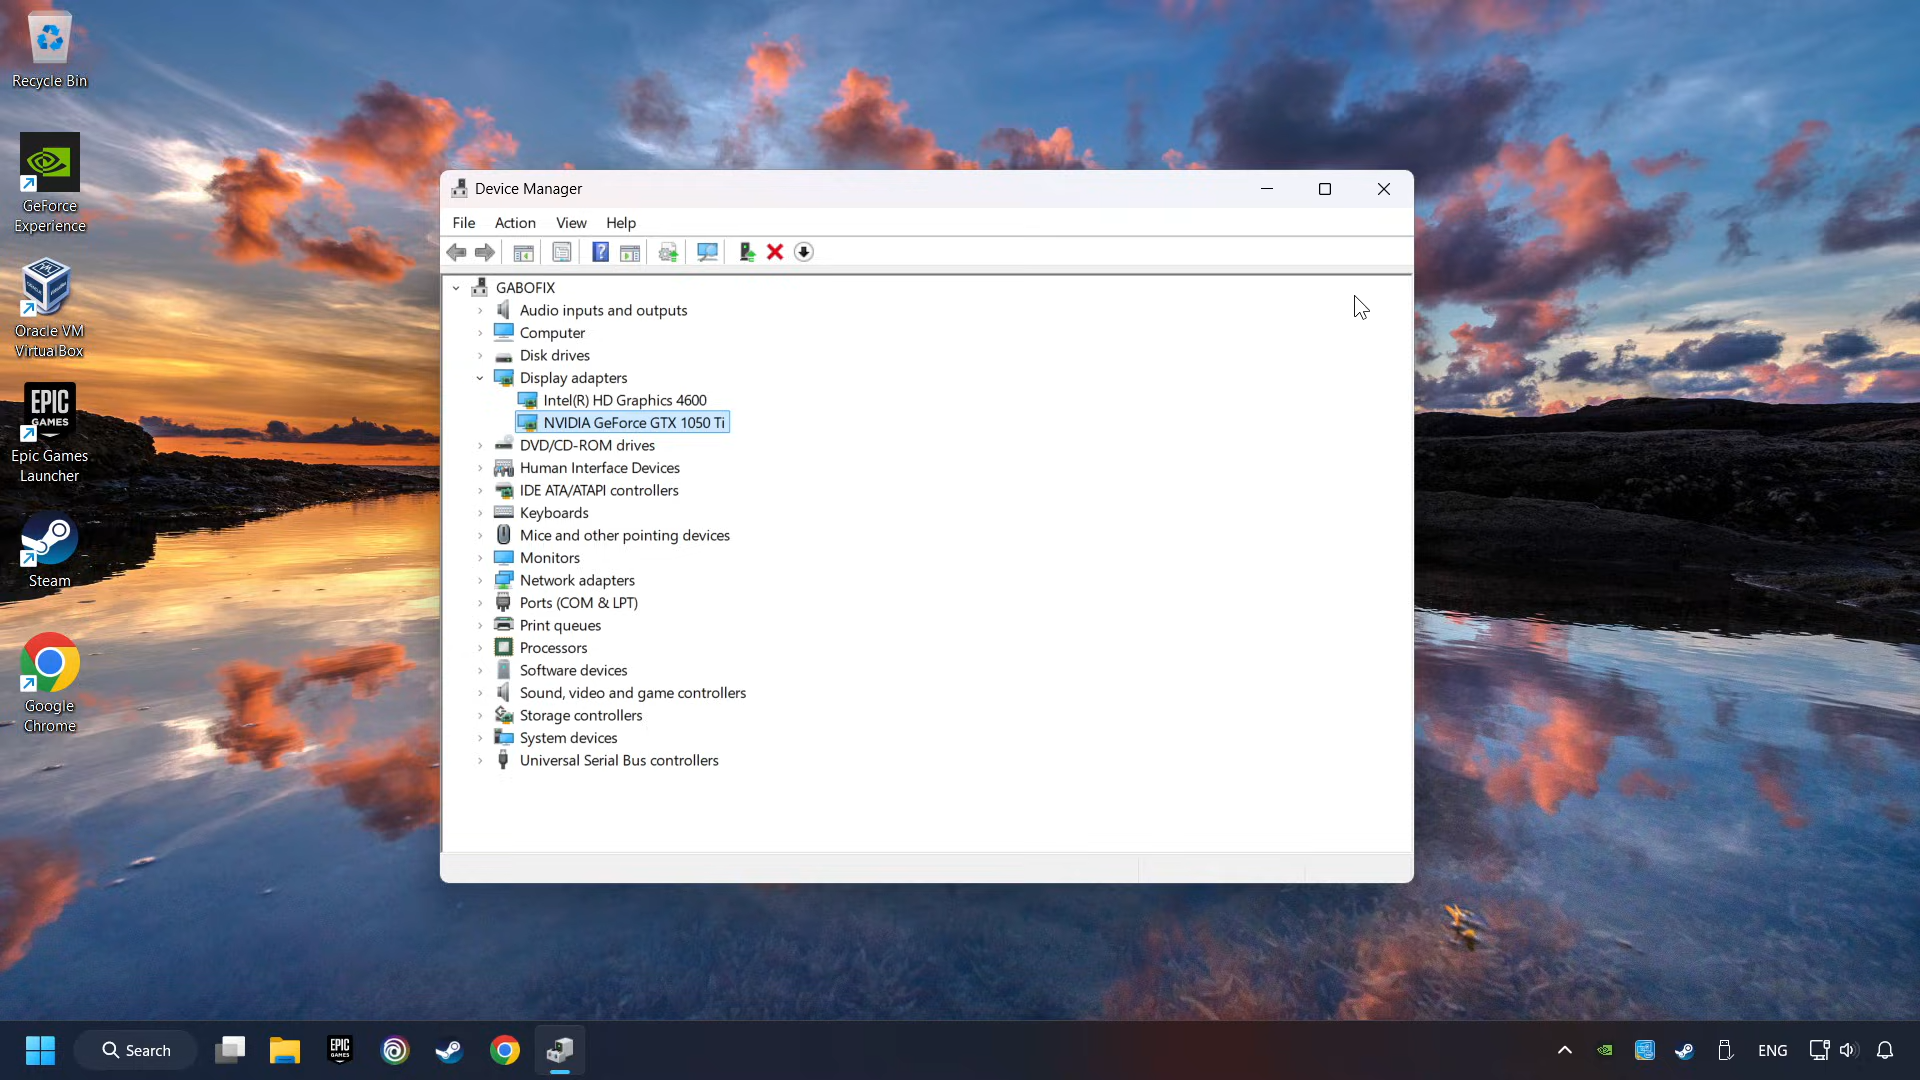 Recycle Bin
GeForce
Experience
Oracle VM
VirtualBox
EPIC
GAMES
Epic Games
Launcher
Steam
Google
Chrome
Device Manager
File Action View Help
GABOFIX
Audio inputs and outputs
Computer
Disk drives
Display adapters
Intel(R) HD Graphics 4600
NVIDIA GeForce GTX 1050 Ti
DVD/CD-ROM drives
Human Interface Devices
IDE ATA/ATAPI controllers
Keyboards
Mice and other pointing devices
Monitors
Network adapters
Ports (COM & LPT)
Print queues
Processors
Software devices
Sound, video and game controllers
Storage controllers
System devices
Universal Serial Bus controllers
Search
EPIC
GAMES
ENG